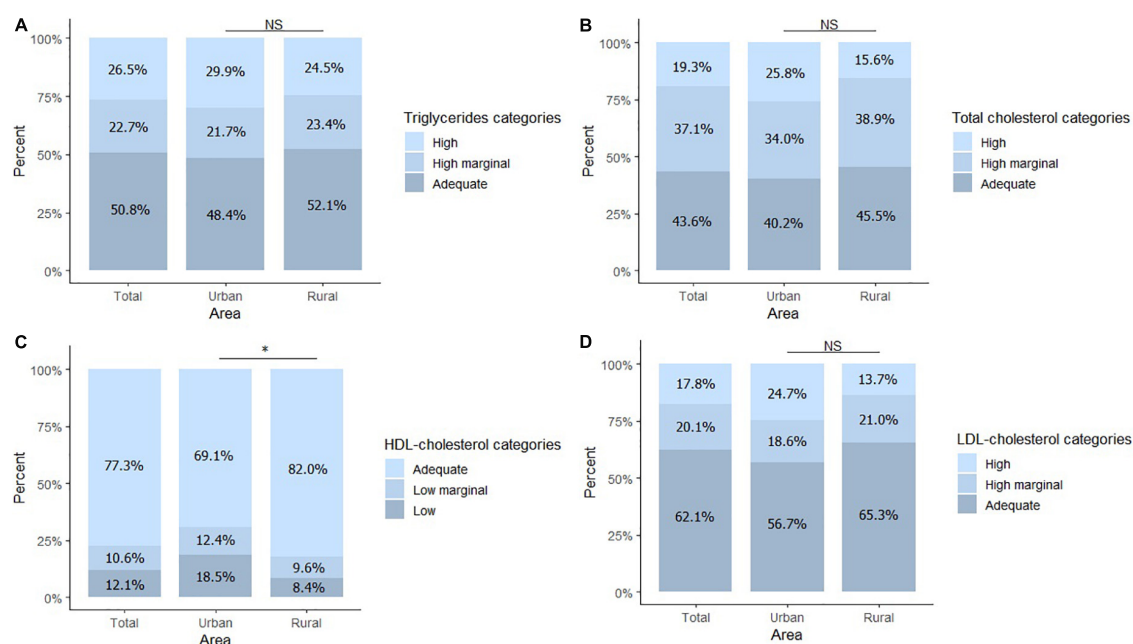 A
NS
100%
75%
50%
25%
0%
Percent
26.5%
29.9%
24.5%
22.7%
21.7%
23.4%
50.8%
48.4%
52.1%
Total
Urban
Rural
Area
Triglycerides categories
High
High marginal
Adequate
B
NS
100%
75%
50%
25%
0%
Percent
19.3%
25.8%
15.6%
37.1%
34.0%
38.9%
43.6%
40.2%
45.5%
Total
Urban
Rural
Area
Total cholesterol categories
High
High marginal
Adequate
C
*
100%
75%
50%
25%
0%
Percent
77.3%
69.1%
82.0%
10.6%
12.4%
9.6%
12.1%
18.5%
8.4%
Total
Urban
Rural
Area
HDL-cholesterol categories
Adequate
Low marginal
Low
D
NS
100%
75%
50%
25%
0%
Percent
17.8%
24.7%
13.7%
20.1%
18.6%
21.0%
62.1%
56.7%
65.3%
Total
Urban
Rural
Area
LDL-cholesterol categories
High
High marginal
Adequate